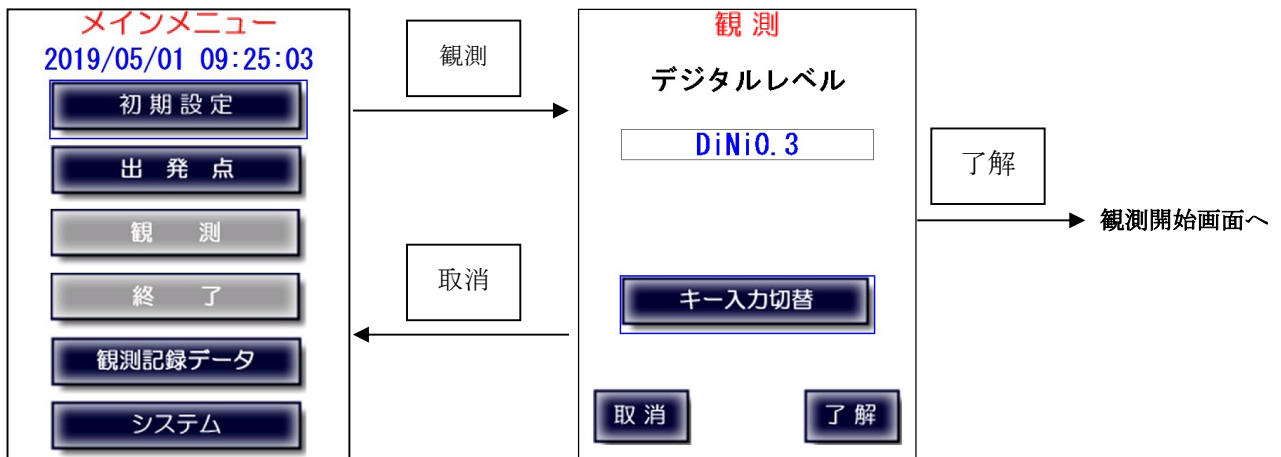 メインメニュー
2019/05/01 09:25:03
初期設定
出 発 点
観 測
終 了
観測記録データ
システム
観測
取消
観 測
デジタルレベル
DiNi0.3
キー入力切替
取 消
了 解
了解
観測開始画面へ